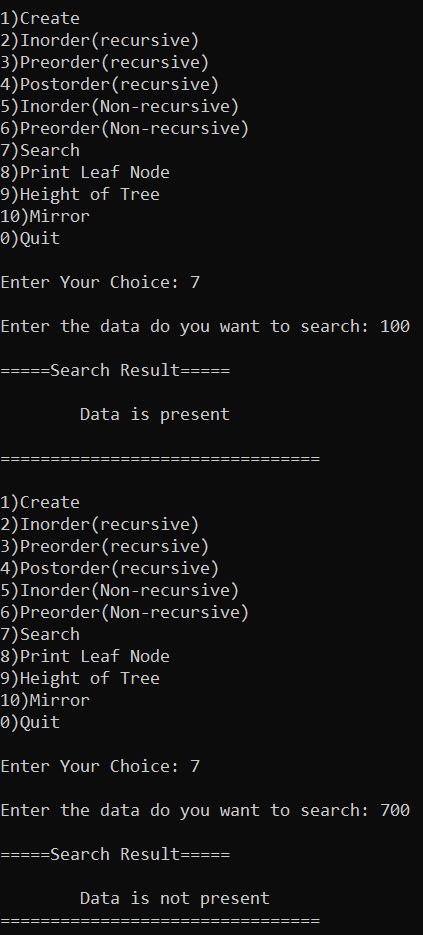 1)Create
2)Inorder(recursive)
3)Preorder(recursive)
4)Postorder(recursive)
5)Inorder(Non-recursive)
6)Preorder(Non-recursive)
7)Search
8)Print Leaf Node
9)Height of Tree
10)Mirror
0)Quit
Enter Your Choice: 7
Enter the data do you want to search: 100
=====Search Result=====
Data is present
================================
1)Create
2)Inorder(recursive)
3)Preorder(recursive)
4)Postorder(recursive)
5)Inorder(Non-recursive)
6)Preorder(Non-recursive)
7)Search
8)Print Leaf Node
9)Height of Tree
10)Mirror
0)Quit
Enter Your Choice: 7
Enter the data do you want to search: 700
=====Search Result=====
Data is not present
================================